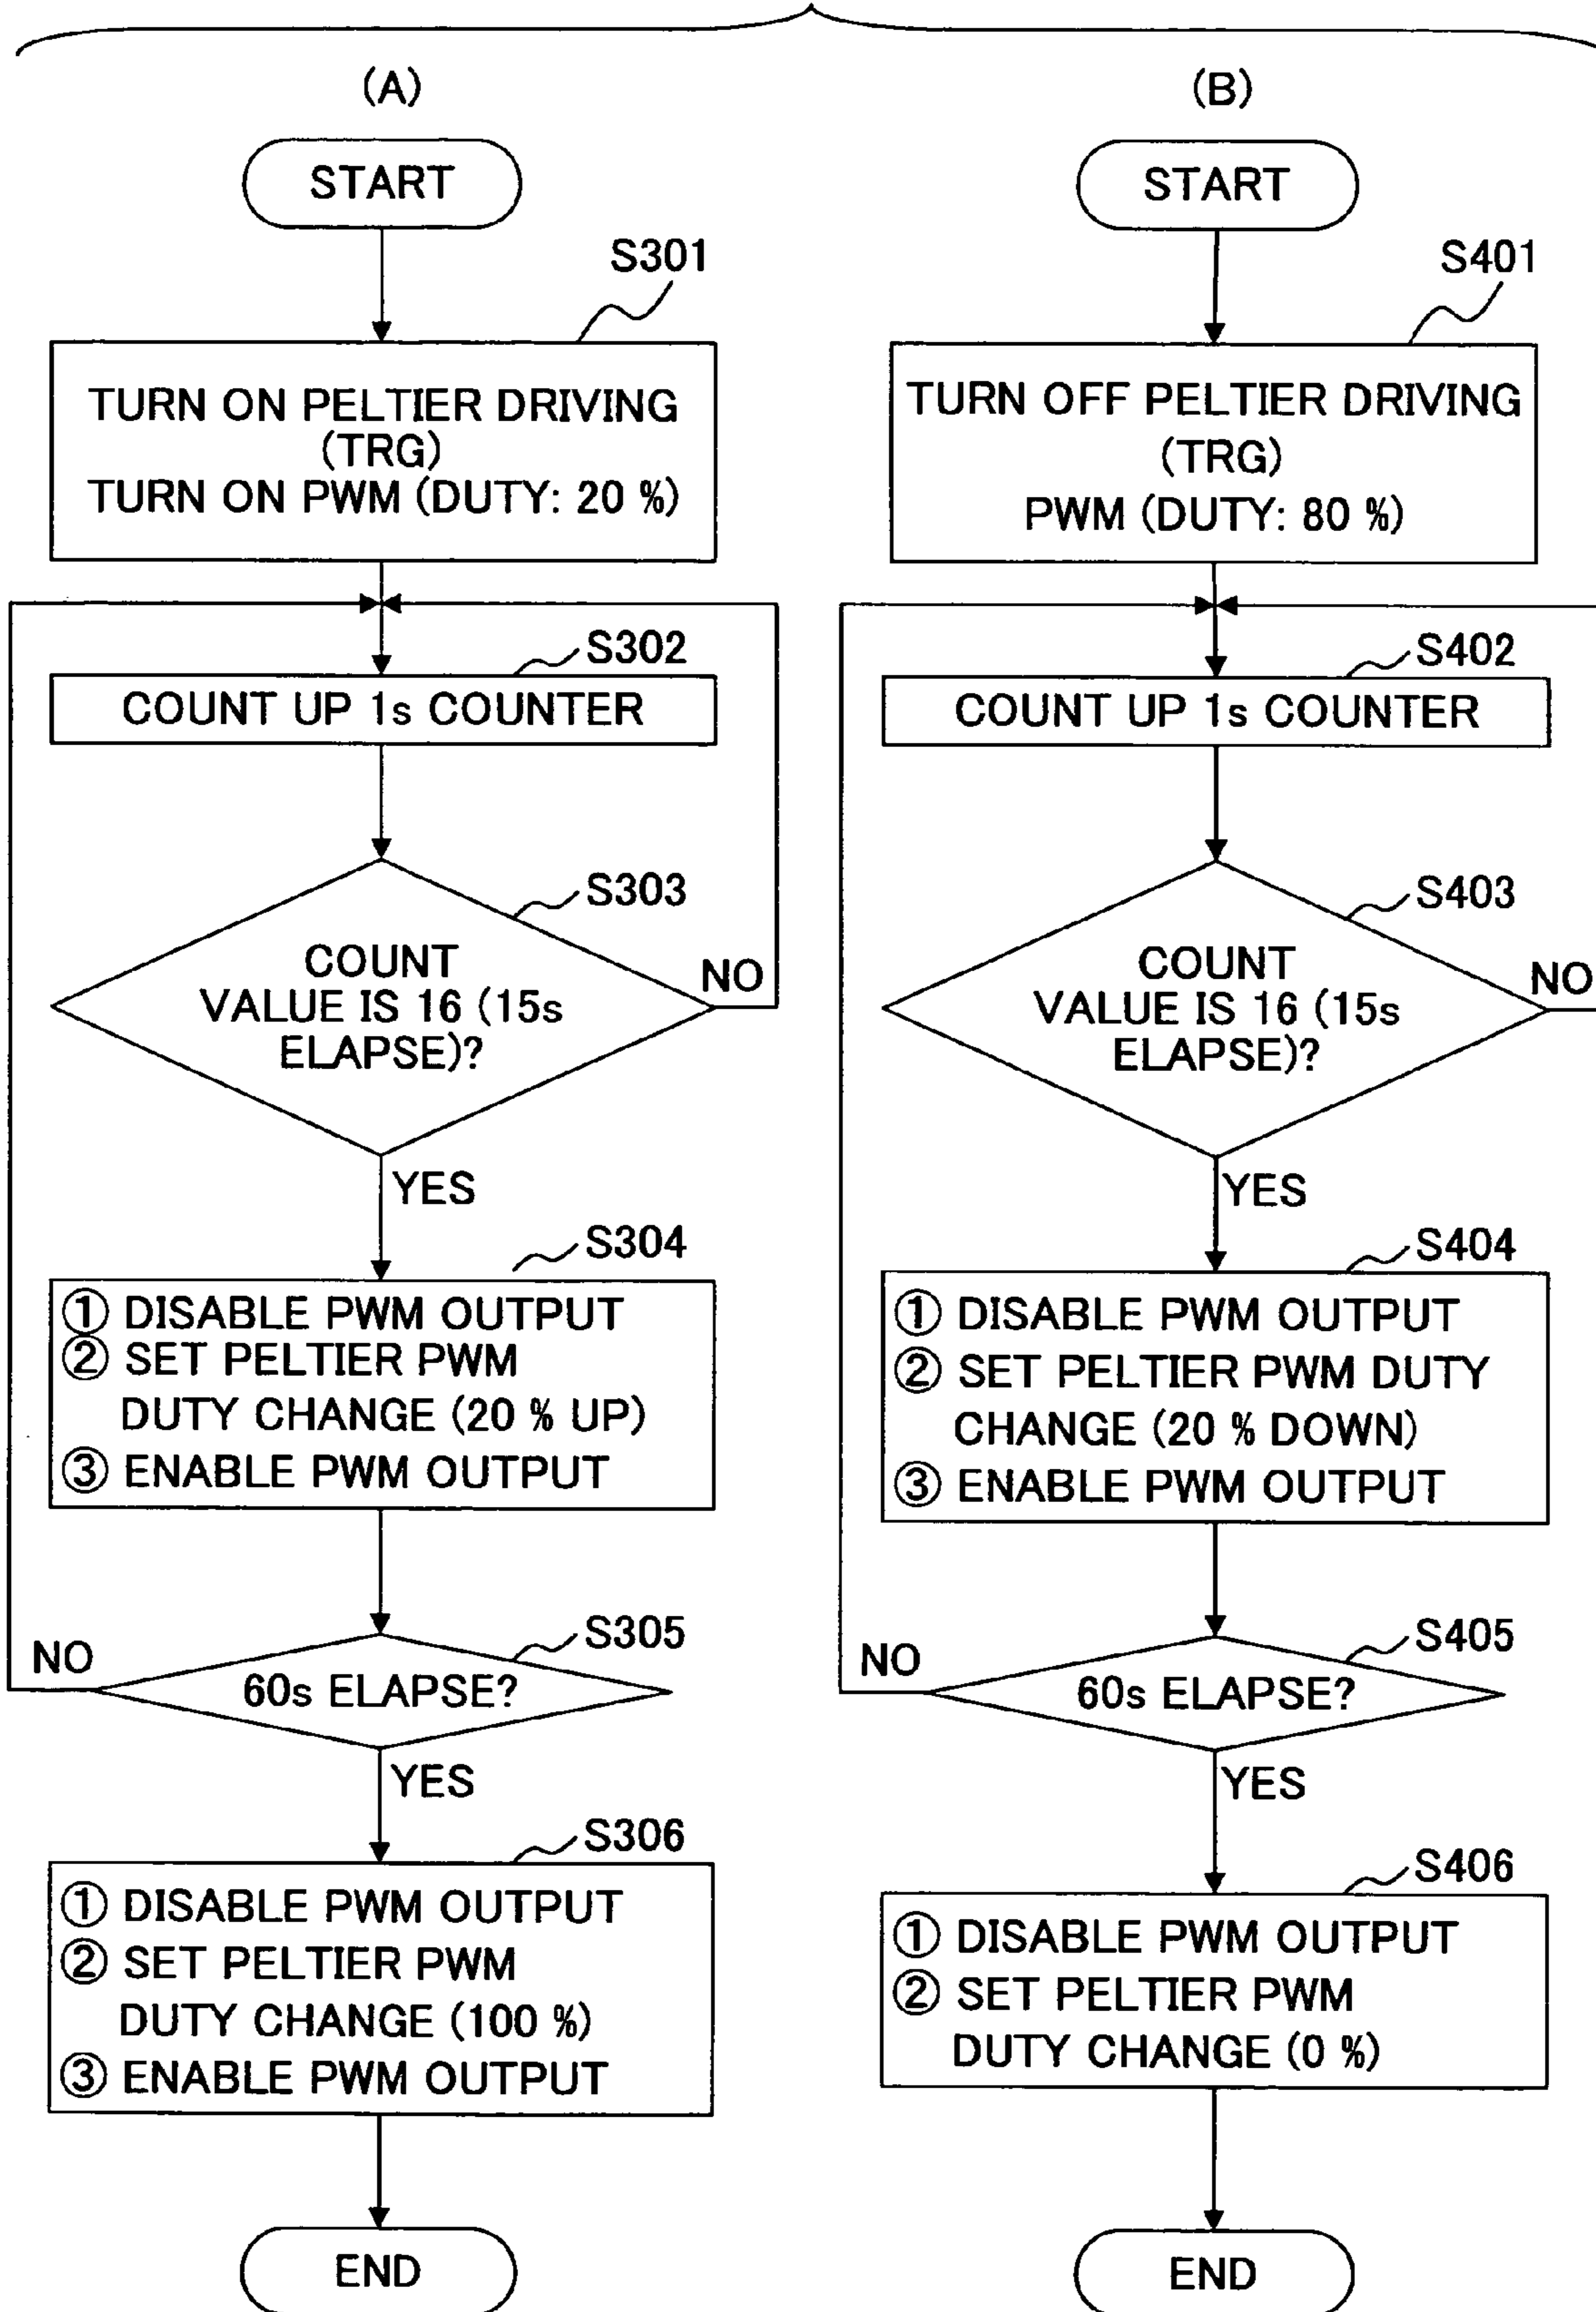 (A)
START
S301
TURN ON PELTIER DRIVING
(TRG)
TURN ON PWM (DUTY: 20 %)
S302
COUNT UP 1s COUNTER
S303
COUNT
VALUE IS 16 (15s
ELAPSE)?
NO
YES
S304
① DISABLE PWM OUTPUT
② SET PELTIER PWM
DUTY CHANGE (20 % UP)
③ ENABLE PWM OUTPUT
S305
NO
60s ELAPSE?
YES
S306
① DISABLE PWM OUTPUT
② SET PELTIER PWM
DUTY CHANGE (100 %)
③ ENABLE PWM OUTPUT
END
(B)
START
S401
TURN OFF PELTIER DRIVING
(TRG)
PWM (DUTY: 80 %)
S402
COUNT UP 1s COUNTER
S403
COUNT
VALUE IS 16 (15s
ELAPSE)?
NO
YES
S404
① DISABLE PWM OUTPUT
② SET PELTIER PWM DUTY
CHANGE (20 % DOWN)
③ ENABLE PWM OUTPUT
S405
NO
60s ELAPSE?
YES
S406
① DISABLE PWM OUTPUT
② SET PELTIER PWM
DUTY CHANGE (0 %)
END